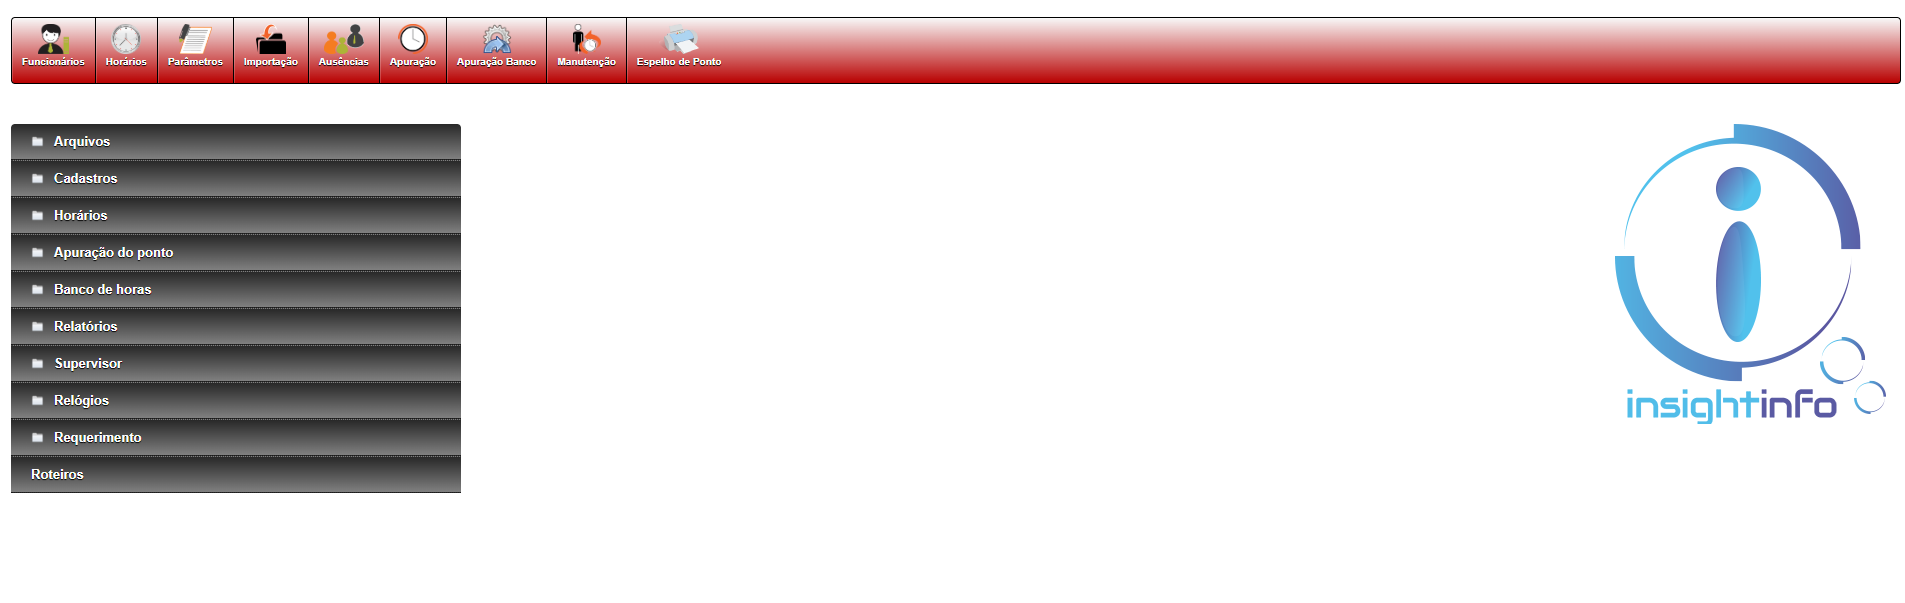 Funcionários
Horários
Parâmetros
Importação
Ausências
Apuração
Apuração Banco
Manutenção
Espelho de Ponto
Arquivos
Cadastros
Horários
Apuração do ponto
Banco de horas
Relatórios
Supervisor
Relógios
Requerimento
Roteiros
insightinfo